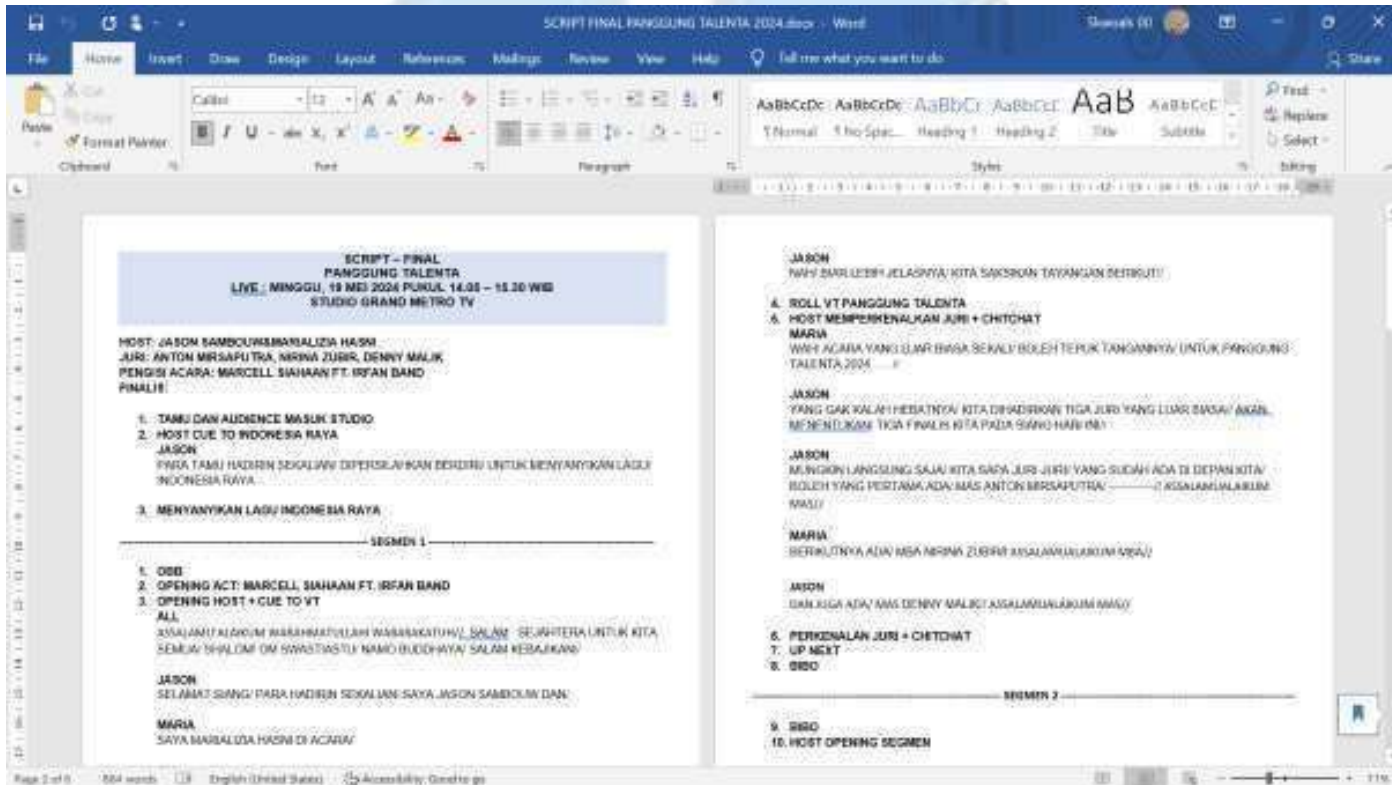 SCRIPT FINAL PANGGUNG TALENTA 2024.docx - Word
File Home Insert Draw Design Layout References Mailings Review View Help Tell me what you want to do Share
Cut
Copy
Paste
Format Painter
Calibri 12
AaBbCcDc AaBbCcDc AaBbCc AaBbCcC AaB AaBbCcC
¶ Normal ¶ No Spac... Heading 1 Heading 2 Title Subtitle
Find
Replace
Select
Clipboard Font Paragraph Styles Editing
SCRIPT – FINAL
PANGGUNG TALENTA
LIVE : MINGGU, 19 MEI 2024 PUKUL 14.05 – 15.30 WIB
STUDIO GRAND METRO TV
HOST: JASON SAMBOUW&MARIALIZIA HASNI
JURI: ANTON MIRSAPUTRA, NIRINA ZUBIR, DENNY MALIK
PENGISI ACARA: MARCELL SIAHAAN FT. IRFAN BAND
FINALIS:
1. TAMU DAN AUDIENCE MASUK STUDIO
2. HOST CUE TO INDONESIA RAYA
JASON
PARA TAMU HADIRIN SEKALIAN/ DIPERSILAHKAN BERDIRI/ UNTUK MENYANYIKAN LAGU/
INDONESIA RAYA
3. MENYANYIKAN LAGU INDONESIA RAYA
SEGMEN 1
1. OBB
2. OPENING ACT: MARCELL SIAHAAN FT. IRFAN BAND
3. OPENING HOST + CUE TO VT
ALL
WARAHMATULLAHI WABARAKATUH// SALAM SEJAHTERA UNTUK KITA
SEMUA/ SHALOM/ OM SWASTIASTU/ NAMO BUDDHAYA/ SALAM KEBAJIKAN/
JASON
SELAMAT SIANG/ PARA HADIRIN SEKALIAN/ SAYA JASON SAMBOUW DAN/
MARIA
SAYA MARIALIZIA HASNI DI ACARA/
JASON
NAH/ BIAR LEBIH JELASNYA/ KITA SAKSIKAN TAYANGAN BERIKUT//
4. ROLL VT PANGGUNG TALENTA
5. HOST MEMPERKENALKAN JURI + CHITCHAT
MARIA
WAH/ ACARA YANG LUAR BIASA SEKALI/ BOLEH TEPUK TANGANNYA/ UNTUK PANGGUNG
TALENTA 2024
JASON
YANG GAK KALAH HEBATNYA/ KITA DIHADIRKAN TIGA JURI YANG LUAR BIASA/ AKAN
MENENTUKAN/ TIGA FINALIS KITA PADA SIANG HARI INI//
JASON
MUNGKIN LANGSUNG SAJA/ KITA SAPA JURI-JURI/ YANG SUDAH ADA DI DEPAN KITA/
BOLEH YANG PERTAMA ADA/ MAS ANTON MIRSAPUTRA/ ------------// ASSALAMUALAIKUM
MAS//
MARIA
BERIKUTNYA ADA/ MBA NIRINA ZUBIR// ASSALAMUALAIKUM MBA//
JASON
DAN JUGA ADA/ MAS DENNY MALIK// ASSALAMUALAIKUM MAS//
6. PERKENALAN JURI + CHITCHAT
7. UP NEXT
8. BIBO
SEGMEN 2
9. BIBO
10. HOST OPENING SEGMEN
English (United States) Accessibility: Good to go